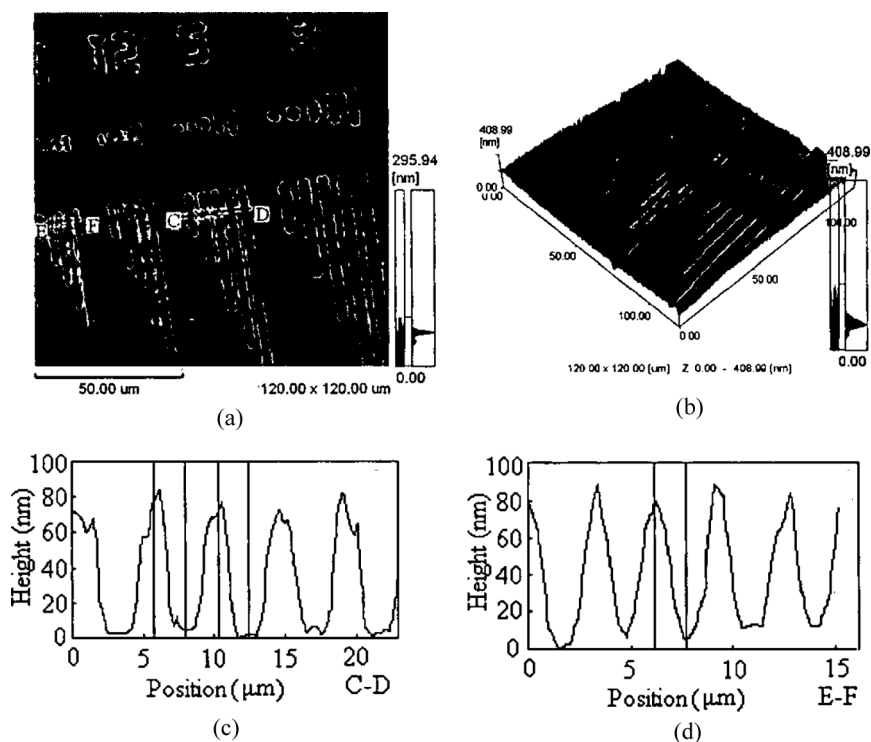 295.94
[nm]
E F C D
0.00
50.00 um
120.00 x 120.00 um
(a)
408.99
[nm]
0.00
0.00
50.00
100.00
0.00
50.00
100.00
408.99
[nm]
0.00
120.00 x 120.00 [um] Z 0.00 - 408.99 [nm]
(b)
100
80
60
40
20
0
Height (nm)
0 5 10 15 20
Position (μm) C-D
(c)
100
80
60
40
20
0
Height (nm)
0 5 10 15
Position (μm) E-F
(d)